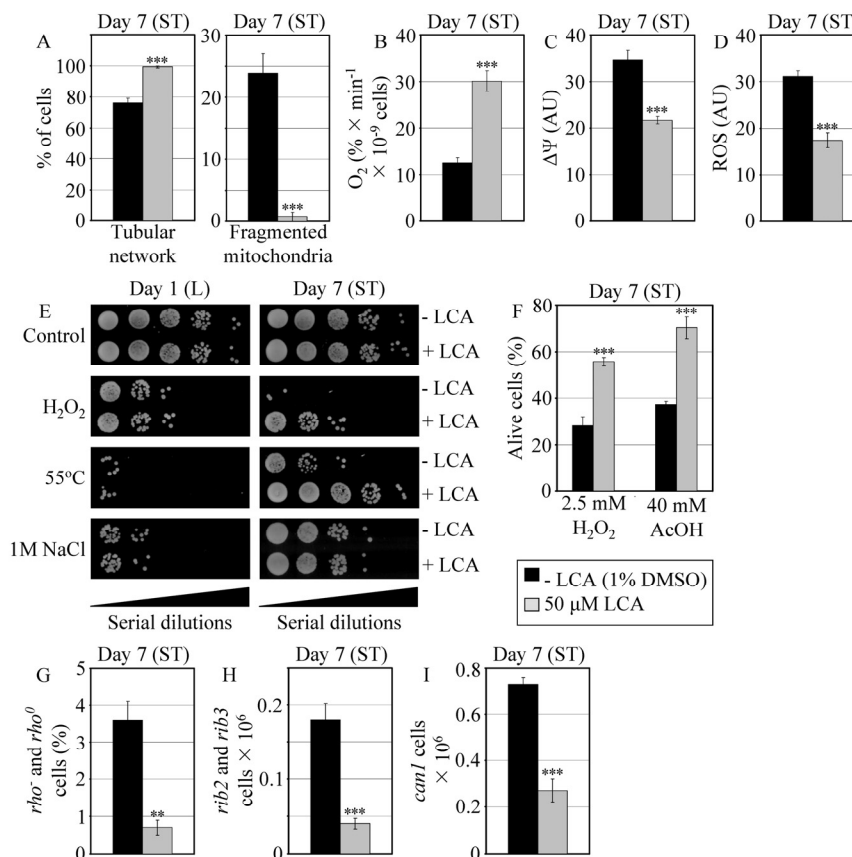 A
Day 7 (ST)
% of cells
100
80
60
40
20
0
***
Tubular
network
Day 7 (ST)
30
25
20
15
10
5
0
***
Fragmented
mitochondria
B
Day 7 (ST)
O₂ (% × min⁻¹
× 10⁻⁹ cells)
40
30
20
10
0
***
C
Day 7 (ST)
ΔΨ (AU)
40
30
20
10
0
***
D
Day 7 (ST)
ROS (AU)
40
30
20
10
0
***
E
Day 1 (L)
Day 7 (ST)
Control
- LCA
+ LCA
H₂O₂
- LCA
+ LCA
55°C
- LCA
+ LCA
1M NaCl
- LCA
+ LCA
Serial dilutions
Serial dilutions
F
Day 7 (ST)
Alive cells (%)
80
60
40
20
0
***
***
2.5 mM
H₂O₂
40 mM
AcOH
- LCA (1% DMSO)
50 µM LCA
G
Day 7 (ST)
rho⁻ and rho⁰
cells (%)
5
4
3
2
1
0
**
H
Day 7 (ST)
rib2 and rib3
cells × 10⁶
0.2
0.1
0
***
I
Day 7 (ST)
can1 cells
× 10⁶
0.8
0.6
0.4
0.2
0
***